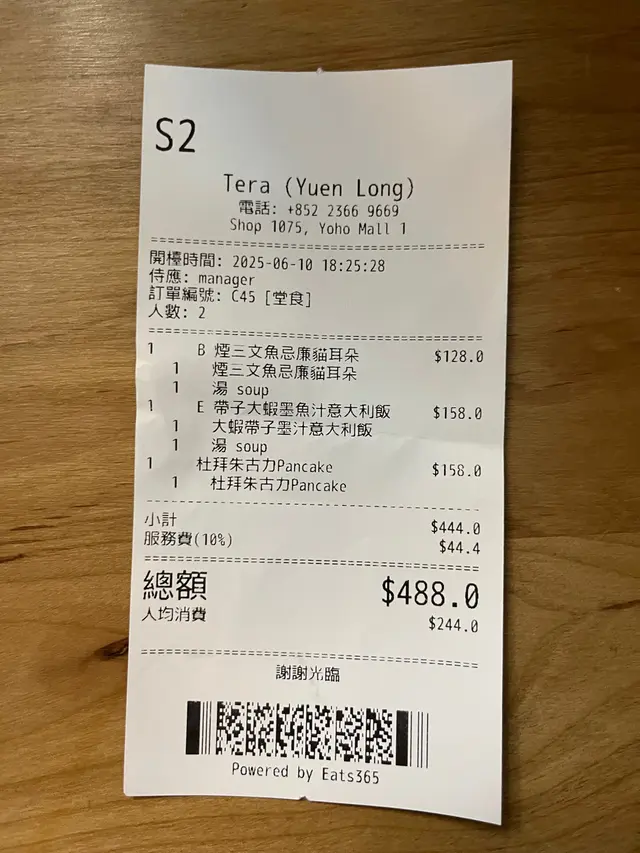 S2
Tera (Yuen Long)
電話: +852 2366 9669
Shop 1075, Yoho Mall 1
開檯時間: 2025-06-10 18:25:28
侍應: manager
訂單編號: C45 [堂食]
人數: 2
1 B 煙三文魚忌廉貓耳朵 $128.0
1 煙三文魚忌廉貓耳朵
1 湯 soup
1 E 帶子大蝦墨魚汁意大利飯 $158.0
1 大蝦帶子墨汁意大利飯
1 湯 soup
1 杜拜朱古力Pancake $158.0
1 杜拜朱古力Pancake
小計 $444.0
服務費(10%) $44.4
總額 $488.0
人均消費 $244.0
謝謝光臨
Powered by Eats365